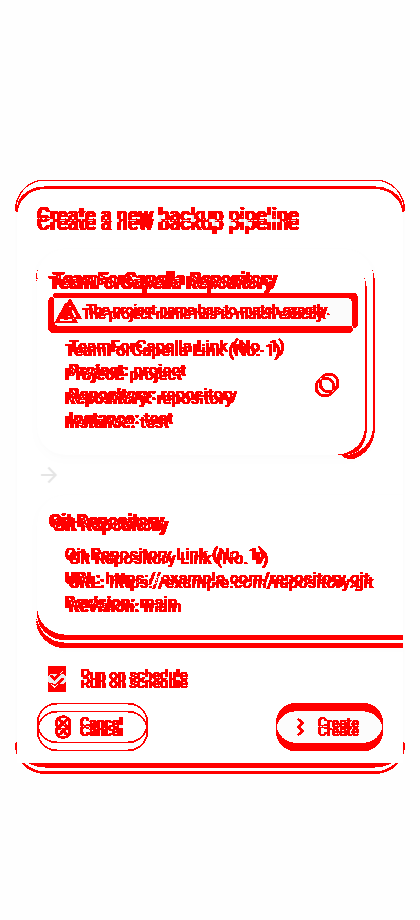 Create a new backup pipeline
TeamForCapella Repository
The project name has to match exactly.
TeamForCapella Link (No. 1)
Project: project
Repository: repository
Instance: test
Git Repository
Git Repository Link (No. 1)
URL: https://example.com/repository.git
Revision: main
Run on schedule
Cancel
Create